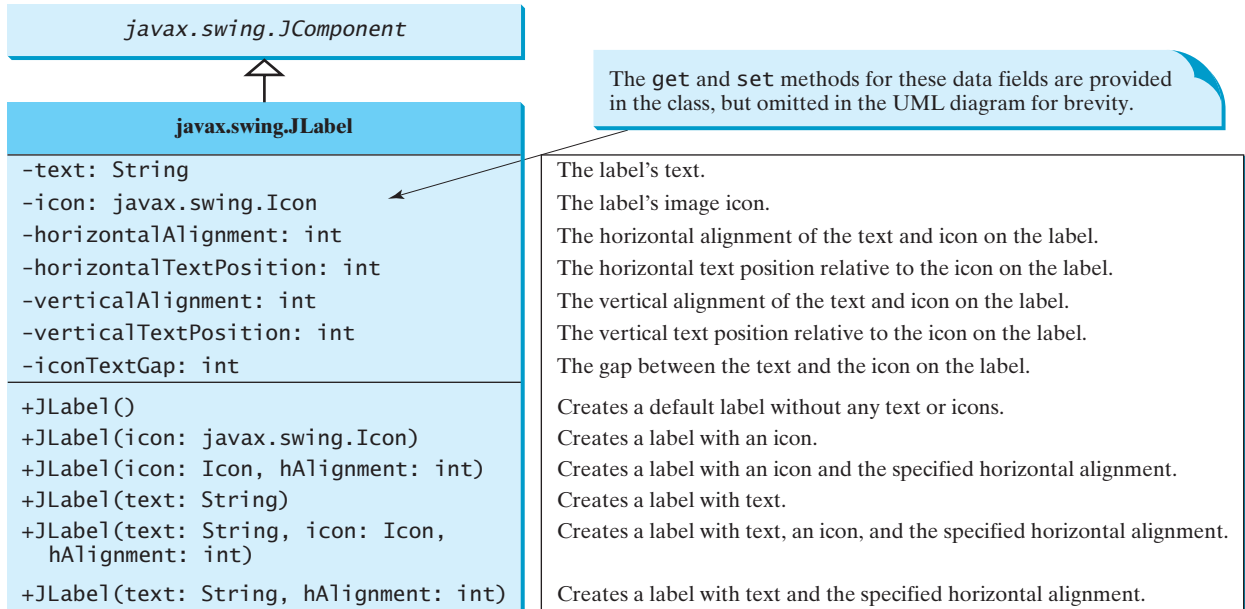 javax.swing.JComponent
The get and set methods for these data fields are provided
in the class, but omitted in the UML diagram for brevity.
javax.swing.JLabel
-text: String
The label's text.
-icon: javax.swing.Icon
The label's image icon.
-horizontalAlignment: int
The horizontal alignment of the text and icon on the label.
-horizontalTextPosition: int
The horizontal text position relative to the icon on the label.
-verticalAlignment: int
The vertical alignment of the text and icon on the label.
-verticalTextPosition: int
The vertical text position relative to the icon on the label.
-iconTextGap: int
The gap between the text and the icon on the label.
+JLabel()
Creates a default label without any text or icons.
+JLabel(icon: javax.swing.Icon)
Creates a label with an icon.
+JLabel(icon: Icon, hAlignment: int)
Creates a label with an icon and the specified horizontal alignment.
+JLabel(text: String)
Creates a label with text.
+JLabel(text: String, icon: Icon,
hAlignment: int)
Creates a label with text, an icon, and the specified horizontal alignment.
+JLabel(text: String, hAlignment: int)
Creates a label with text and the specified horizontal alignment.